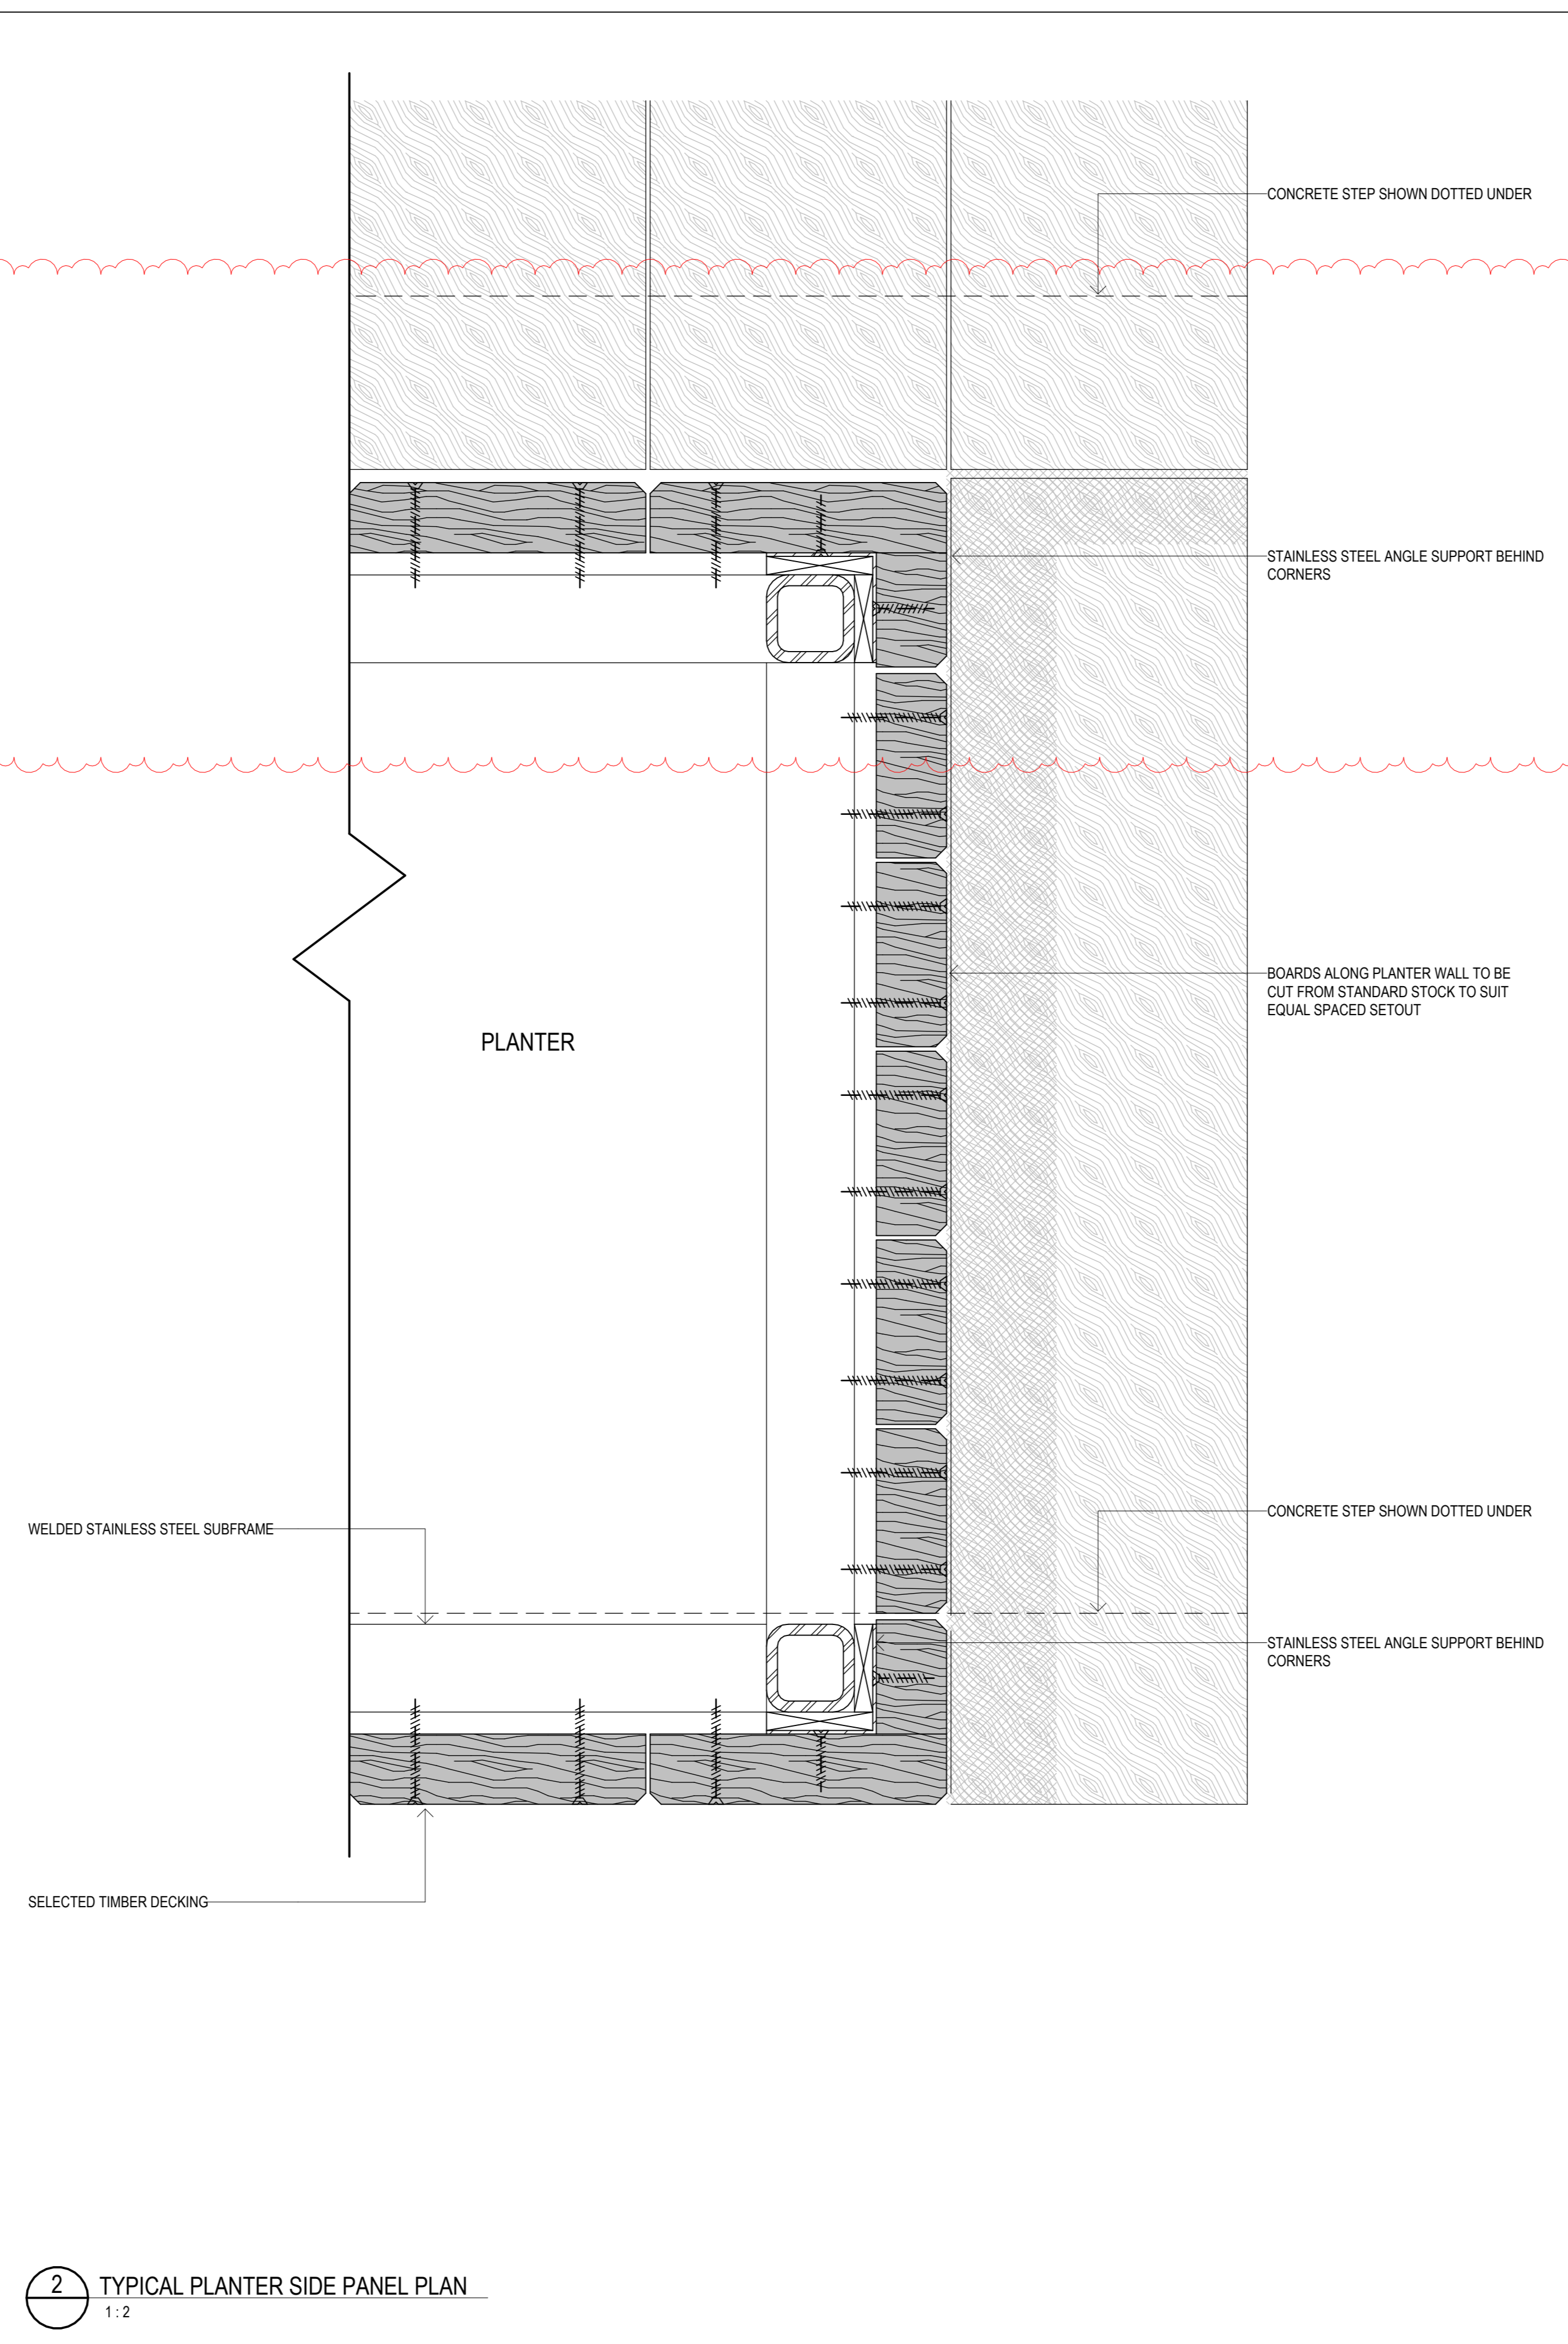 CONCRETE STEP SHOWN DOTTED UNDER
STAINLESS STEEL ANGLE SUPPORT BEHIND
CORNERS
BOARDS ALONG PLANTER WALL TO BE
CUT FROM STANDARD STOCK TO SUIT
EQUAL SPACED SETOUT
PLANTER
CONCRETE STEP SHOWN DOTTED UNDER
WELDED STAINLESS STEEL SUBFRAME
STAINLESS STEEL ANGLE SUPPORT BEHIND
CORNERS
SELECTED TIMBER DECKING
2
TYPICAL PLANTER SIDE PANEL PLAN
1 : 2